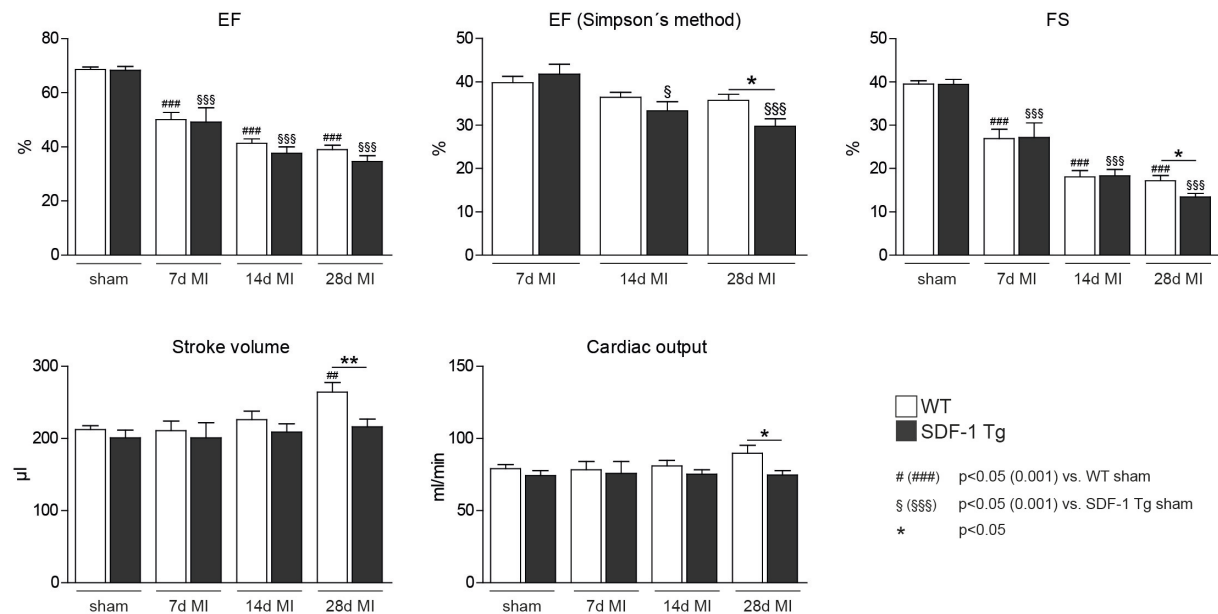 EF
80
60
40
20
0
%
###
§§§
###
§§§
###
§§§
sham
7d MI
14d MI
28d MI
EF (Simpson´s method)
50
40
30
20
10
0
%
§
*
§§§
7d MI
14d MI
28d MI
FS
50
40
30
20
10
0
%
###
§§§
###
§§§
*
###
§§§
sham
7d MI
14d MI
28d MI
Stroke volume
300
200
100
0
µl
##
**
sham
7d MI
14d MI
28d MI
Cardiac output
150
100
50
0
ml/min
*
sham
7d MI
14d MI
28d MI
WT
SDF-1 Tg
# (###) p<0.05 (0.001) vs. WT sham
§ (§§§) p<0.05 (0.001) vs. SDF-1 Tg sham
* p<0.05